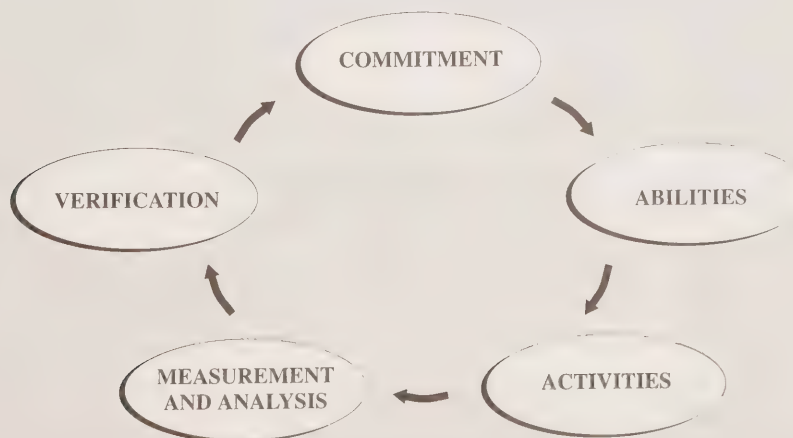 COMMITMENT
ABILITIES
ACTIVITIES
MEASUREMENT
AND ANALYSIS
VERIFICATION